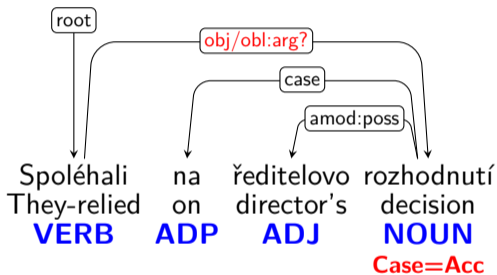 root
obj/obl:arg?
case
amod:poss
Spoléhali na ředitelovo rozhodnutí
They-relied on director's decision
VERB ADP ADJ NOUN
Case=Acc